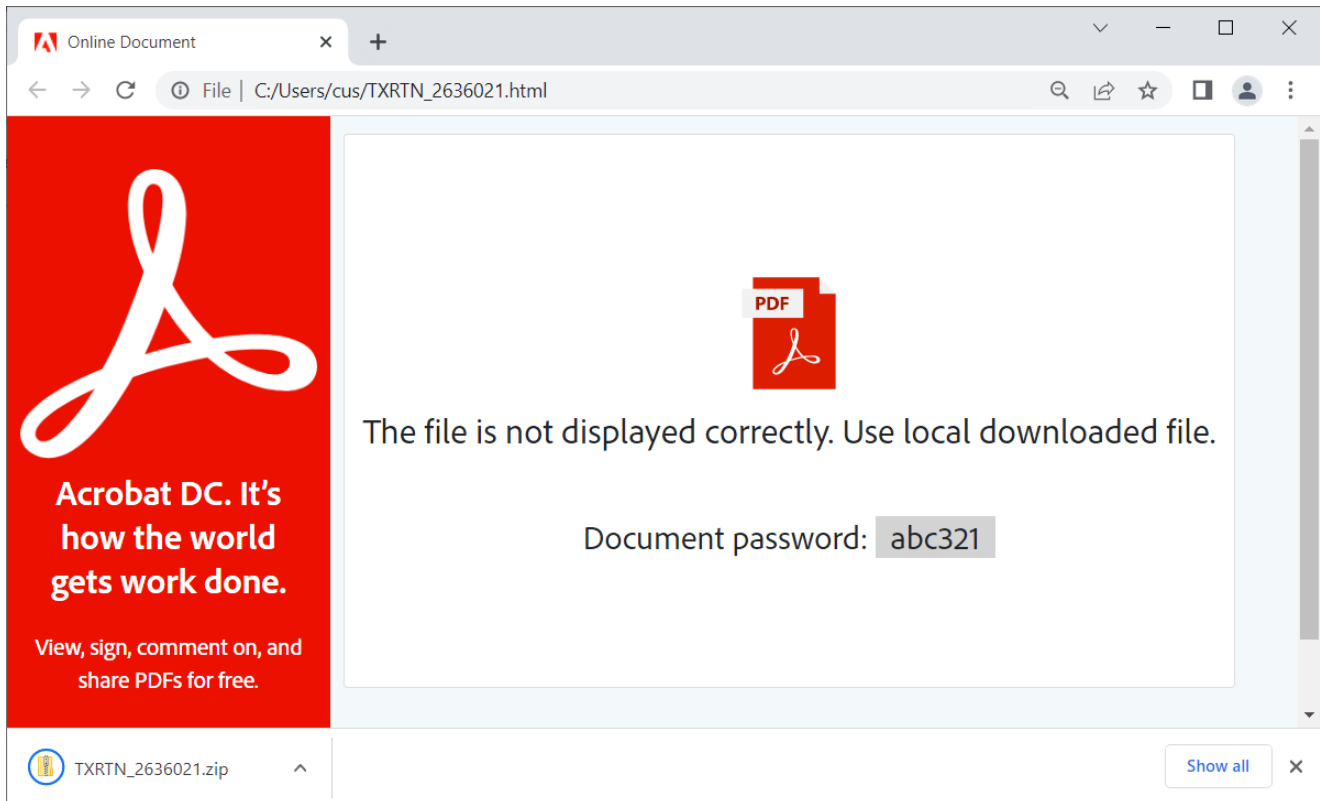 Online Document
File | C:/Users/cus/TXRTN_2636021.html
Acrobat DC. It’s
how the world
gets work done.
View, sign, comment on, and
share PDFs for free.
PDF
The file is not displayed correctly. Use local downloaded file.
Document password: abc321
TXRTN_2636021.zip
Show all